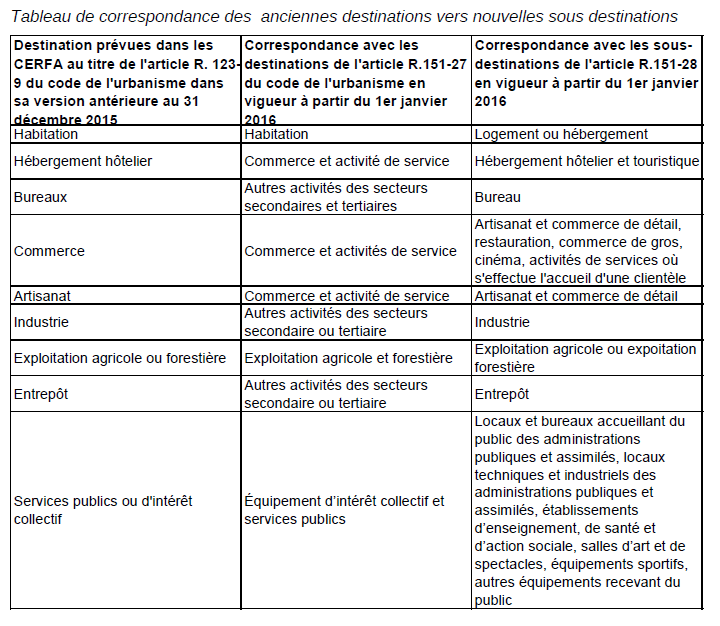 Tableau de correspondance des  anciennes destinations vers nouvelles sous destinations
Destination prévues dans les
CERFA au titre de l'article R. 123-
9 du code de l'urbanisme dans
sa version antérieure au 31
décembre 2015
Correspondance avec les
destinations de l'article R.151-27
du code de l'urbanisme en
vigueur à partir du 1er janvier
2016
Correspondance avec les sous-
destinations de l'article R.151-28
en vigueur à partir du 1er janvier
2016
Habitation
Habitation
Logement ou hébergement
Hébergement hôtelier
Commerce et activité de service
Hébergement hôtelier et touristique
Bureaux
Autres activités des secteurs
secondaires et tertiaires
Bureau
Commerce
Commerce et activités de service
Artisanat et commerce de détail,
restauration, commerce de gros,
cinéma, activités de services où
s'effectue l'accueil d'une clientèle
Artisanat
Commerce et activité de service
Artisanat et commerce de détail
Industrie
Autres activités des secteurs
secondaire ou tertiaire
Industrie
Exploitation agricole ou forestière
Exploitation agricole et forestière
Exploitation agricole ou expoitation
forestière
Entrepôt
Autres activités des secteurs
secondaire ou tertiaire
Entrepôt
Services publics ou d'intérêt
collectif
Équipement d’intérêt collectif et
services publics
Locaux et bureaux accueillant du
public des administrations
publiques et assimilés, locaux
techniques et industriels des
administrations publiques et
assimilés, établissements
d’enseignement, de santé et
d’action sociale, salles d’art et de
spectacles, équipements sportifs,
autres équipements recevant du
public